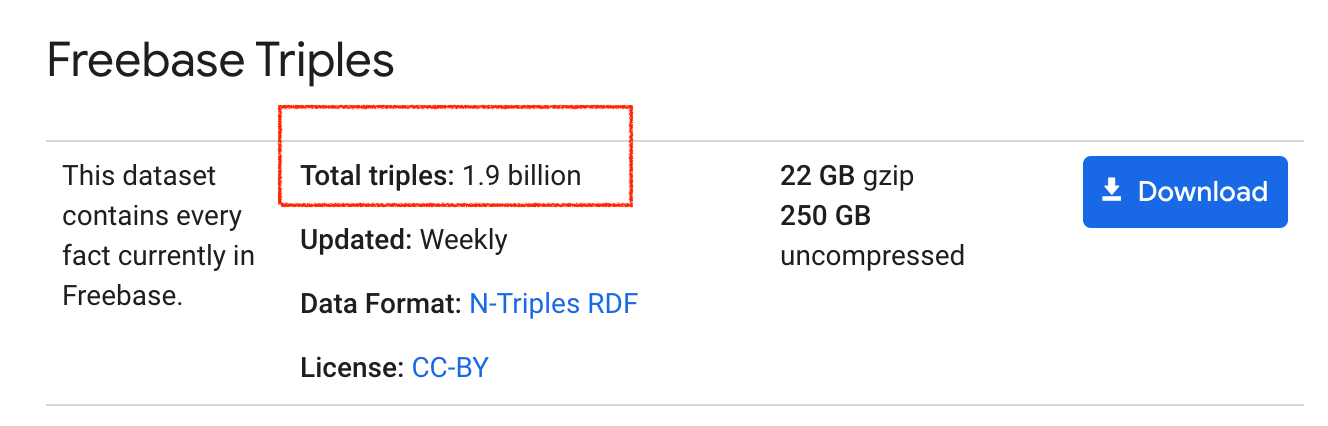 Freebase Triples
This dataset
contains every
fact currently in
Freebase.
Total triples: 1.9 billion
Updated: Weekly
Data Format: N-Triples RDF
License: CC-BY
22 GB gzip
250 GB
uncompressed
Download